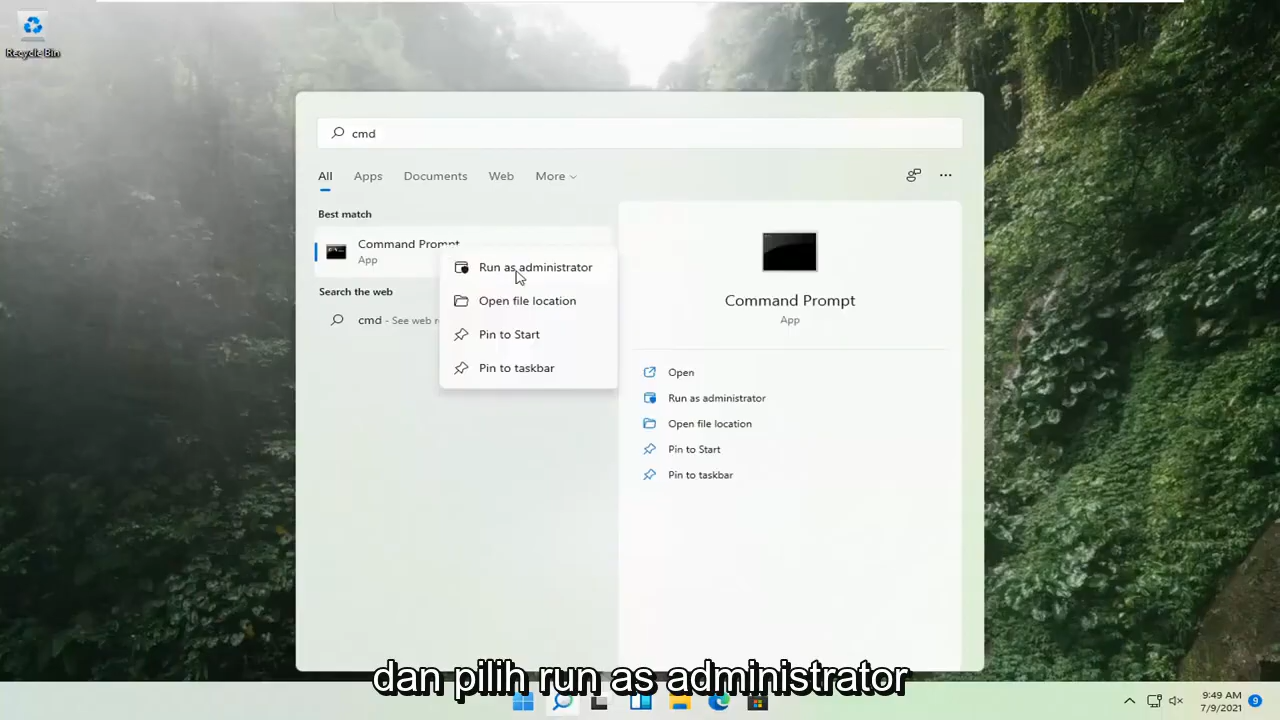 Recycle Bin
cmd
All
Apps
Documents
Web
More
Best match
Command Prompt
App
Search the web
cmd - See web
Run as administrator
Open file location
Pin to Start
Pin to taskbar
Command Prompt
App
Open
Run as administrator
Open file location
Pin to Start
Pin to taskbar
dan pilih run as administrator
9:49 AM
7/9/2021
9